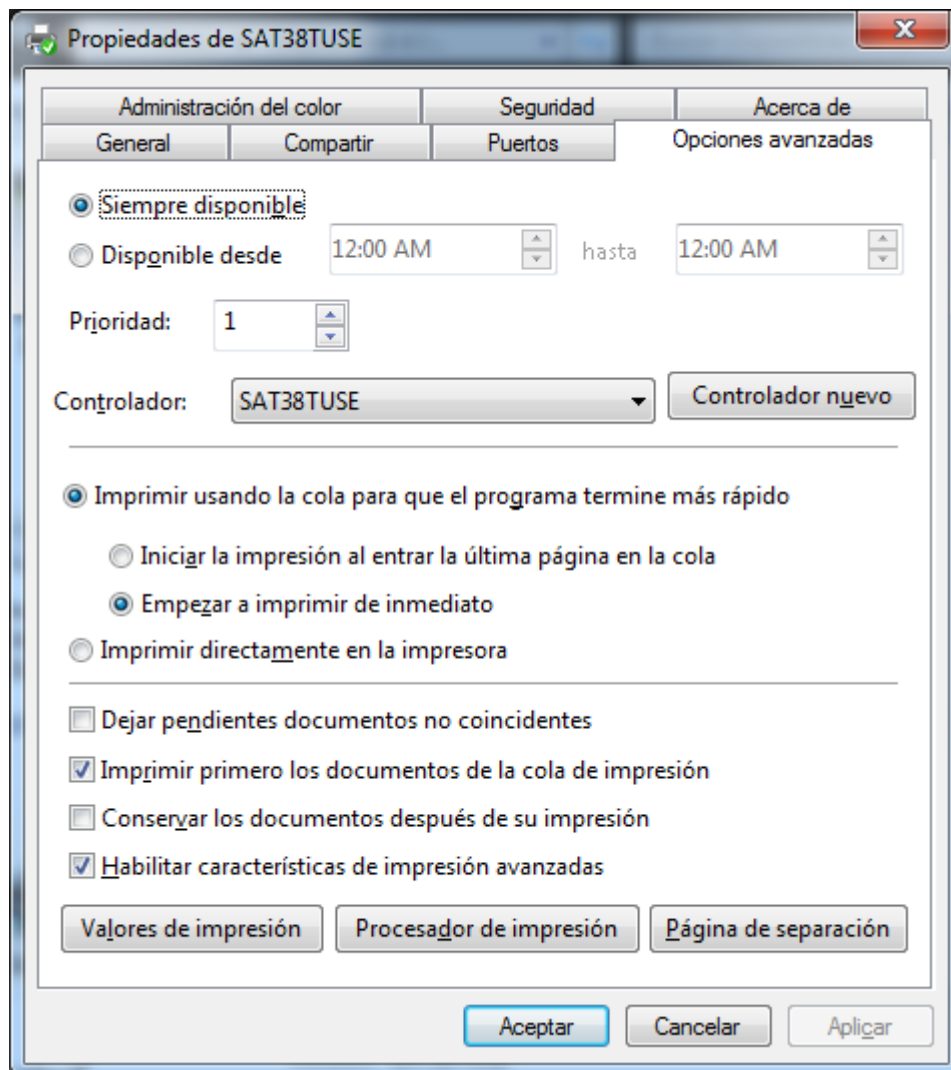 Propiedades de SAT38TUSE
Administración del color Seguridad Acerca de
General Compartir Puertos Opciones avanzadas
Siempre disponible
Disponible desde 12:00 AM hasta 12:00 AM
Prioridad: 1
Controlador: SAT38TUSE Controlador nuevo
Imprimir usando la cola para que el programa termine más rápido
Iniciar la impresión al entrar la última página en la cola
Empezar a imprimir de inmediato
Imprimir directamente en la impresora
Dejar pendientes documentos no coincidentes
Imprimir primero los documentos de la cola de impresión
Conservar los documentos después de su impresión
Habilitar características de impresión avanzadas
Valores de impresión Procesador de impresión Página de separación
Aceptar Cancelar Aplicar